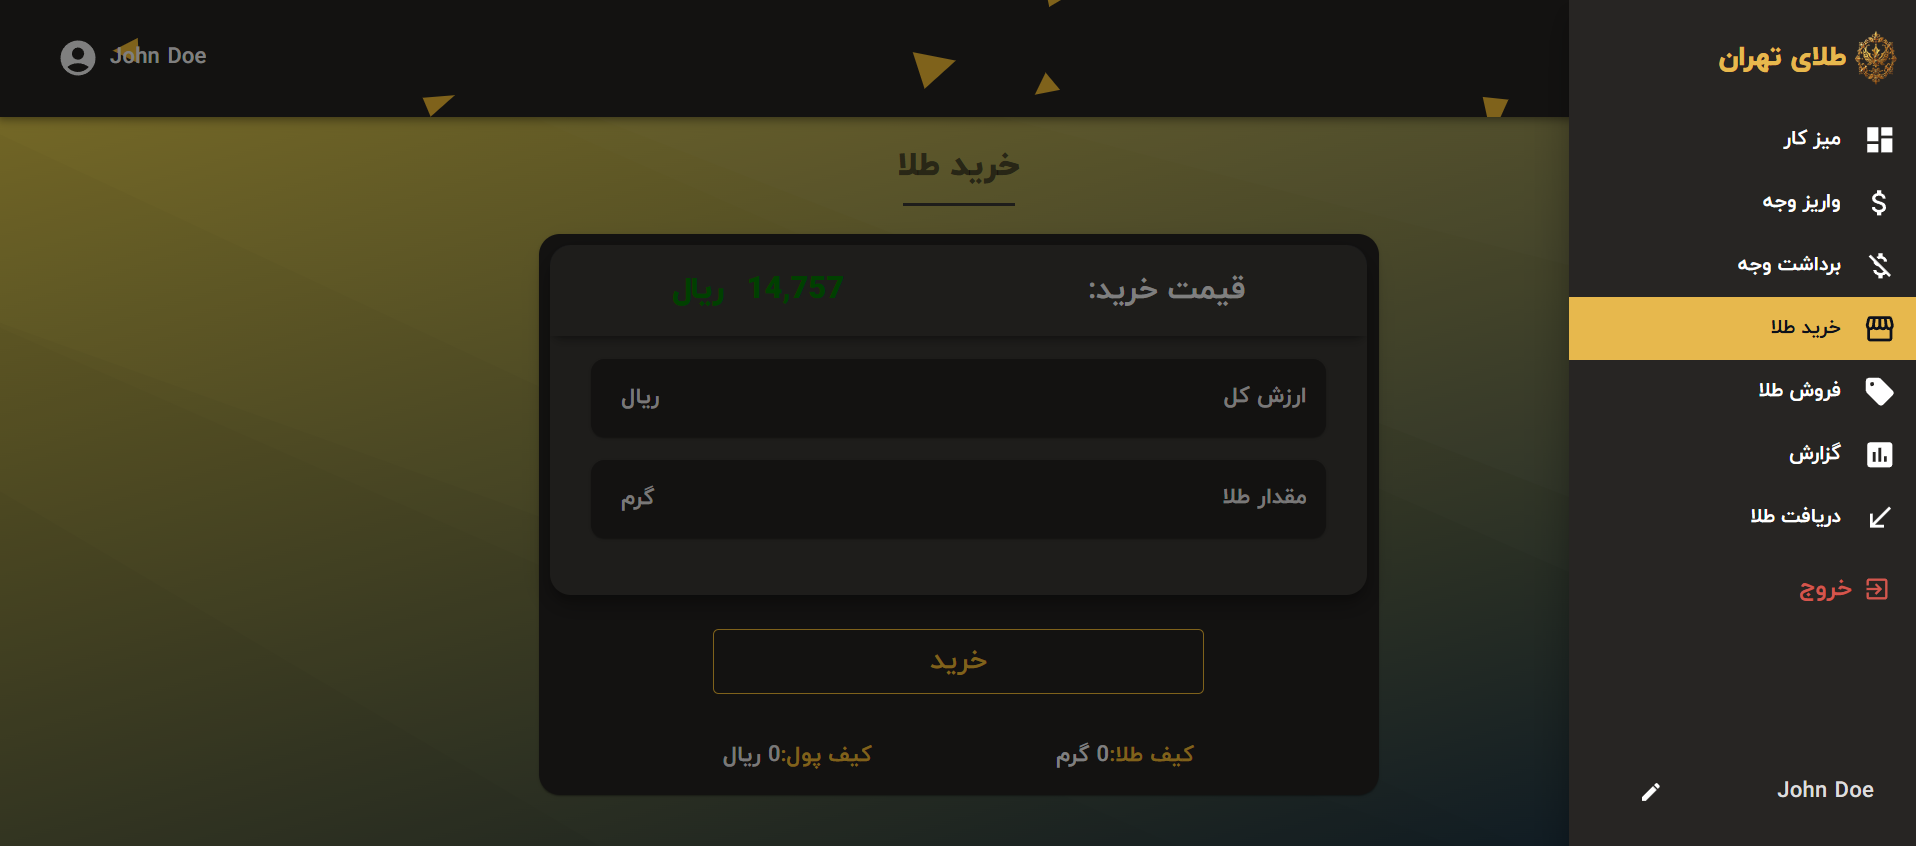 طلای تهران
میز کار
واریز وجه
برداشت وجه
خرید طلا
فروش طلا
گزارش
دریافت طلا
خروج
John Doe
John Doe
خرید طلا
قیمت خرید: 14,757 ریال
ارزش کل ریال
مقدار طلا گرم
خرید
کیف طلا:0 گرم کیف پول:0 ریال